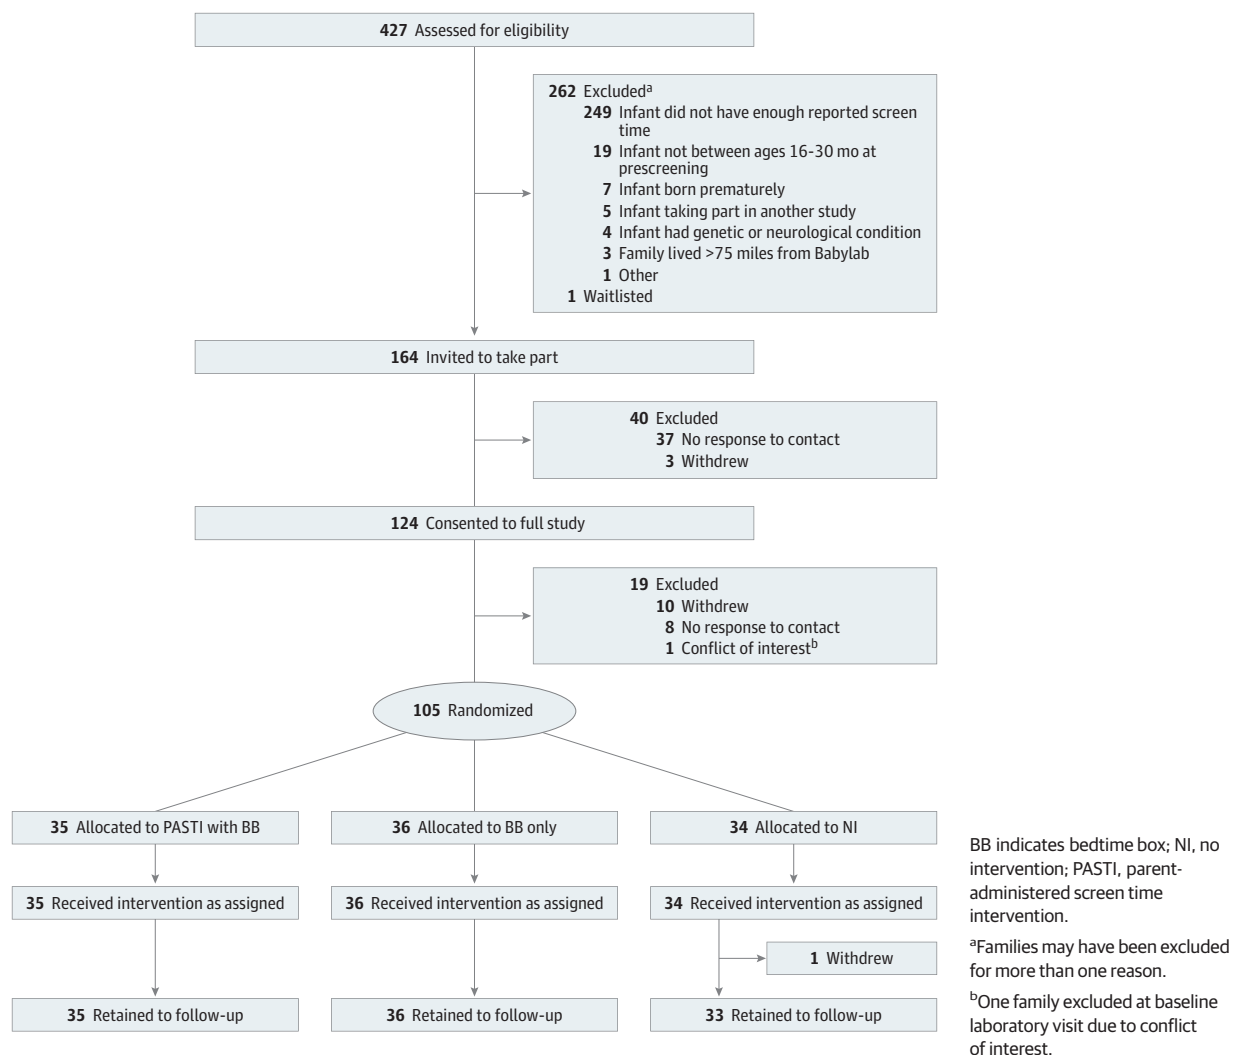 427 Assessed for eligibility
262 Excludedᵃ
249 Infant did not have enough reported screen
time
19 Infant not between ages 16-30 mo at
prescreening
7 Infant born prematurely
5 Infant taking part in another study
4 Infant had genetic or neurological condition
3 Family lived >75 miles from Babylab
1 Other
1 Waitlisted
164 Invited to take part
40 Excluded
37 No response to contact
3 Withdrew
124 Consented to full study
19 Excluded
10 Withdrew
8 No response to contact
1 Conflict of interestᵇ
105 Randomized
35 Allocated to PASTI with BB
36 Allocated to BB only
34 Allocated to NI
35 Received intervention as assigned
36 Received intervention as assigned
34 Received intervention as assigned
1 Withdrew
35 Retained to follow-up
36 Retained to follow-up
33 Retained to follow-up
BB indicates bedtime box; NI, no
intervention; PASTI, parent-
administered screen time
intervention.
ᵃFamilies may have been excluded
for more than one reason.
ᵇOne family excluded at baseline
laboratory visit due to conflict
of interest.